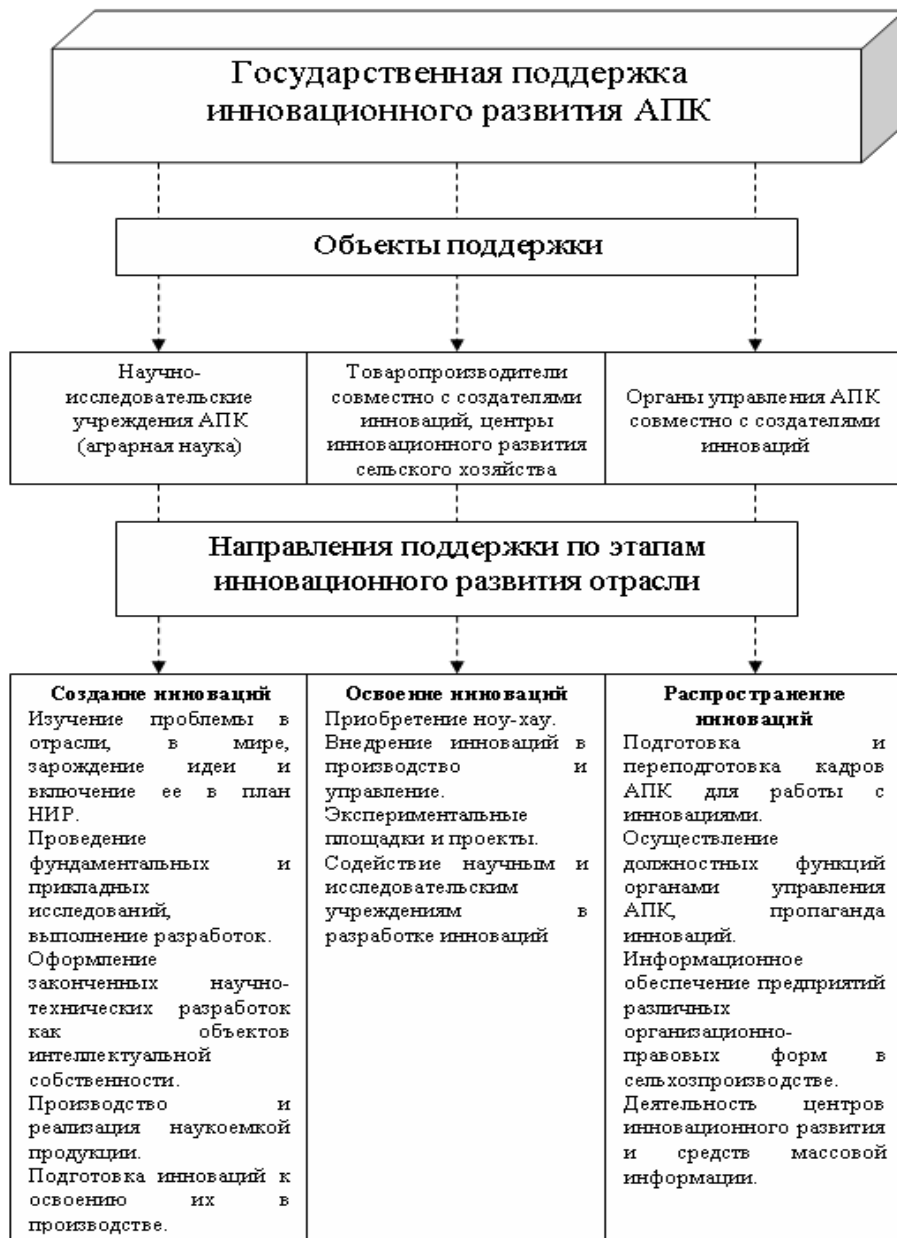 Государственная поддержка
инновационного развития АПК
Объекты поддержки
Научно-
исследовательские
учреждения АПК
(аграрная наука)
Товаропроизводители
совместно с создателями
инноваций, центры
инновационного развития
сельского хозяйства
Органы управления АПК
совместно с создателями
инноваций
Направления поддержки по этапам
инновационного развития отрасли
Создание инноваций
Изучение проблемы в
отрасли, в мире,
зарождение идеи и
включение ее в план
НИР.
Проведение
фундаментальных и
прикладных
исследований,
выполнение разработок.
Оформление
законченных научно-
технических разработок
как объектов
интеллектуальной
собственности.
Производство и
реализация наукоемкой
продукции.
Подготовка инноваций к
освоению их в
производстве.
Освоение инноваций
Приобретение ноу-хау.
Внедрение инноваций в
производство и
управление.
Экспериментальные
площадки и проекты.
Содействие научным и
исследовательским
учреждениям в
разработке инноваций
Распространение
инноваций
Подготовка и
переподготовка кадров
АПК для работы с
инновациями.
Осуществление
должностных функций
органами управления
АПК, пропаганда
инноваций.
Информационное
обеспечение предприятий
различных
организационно-
правовых форм в
сельхозпроизводстве.
Деятельность центров
инновационного развития
и средств массовой
информации.